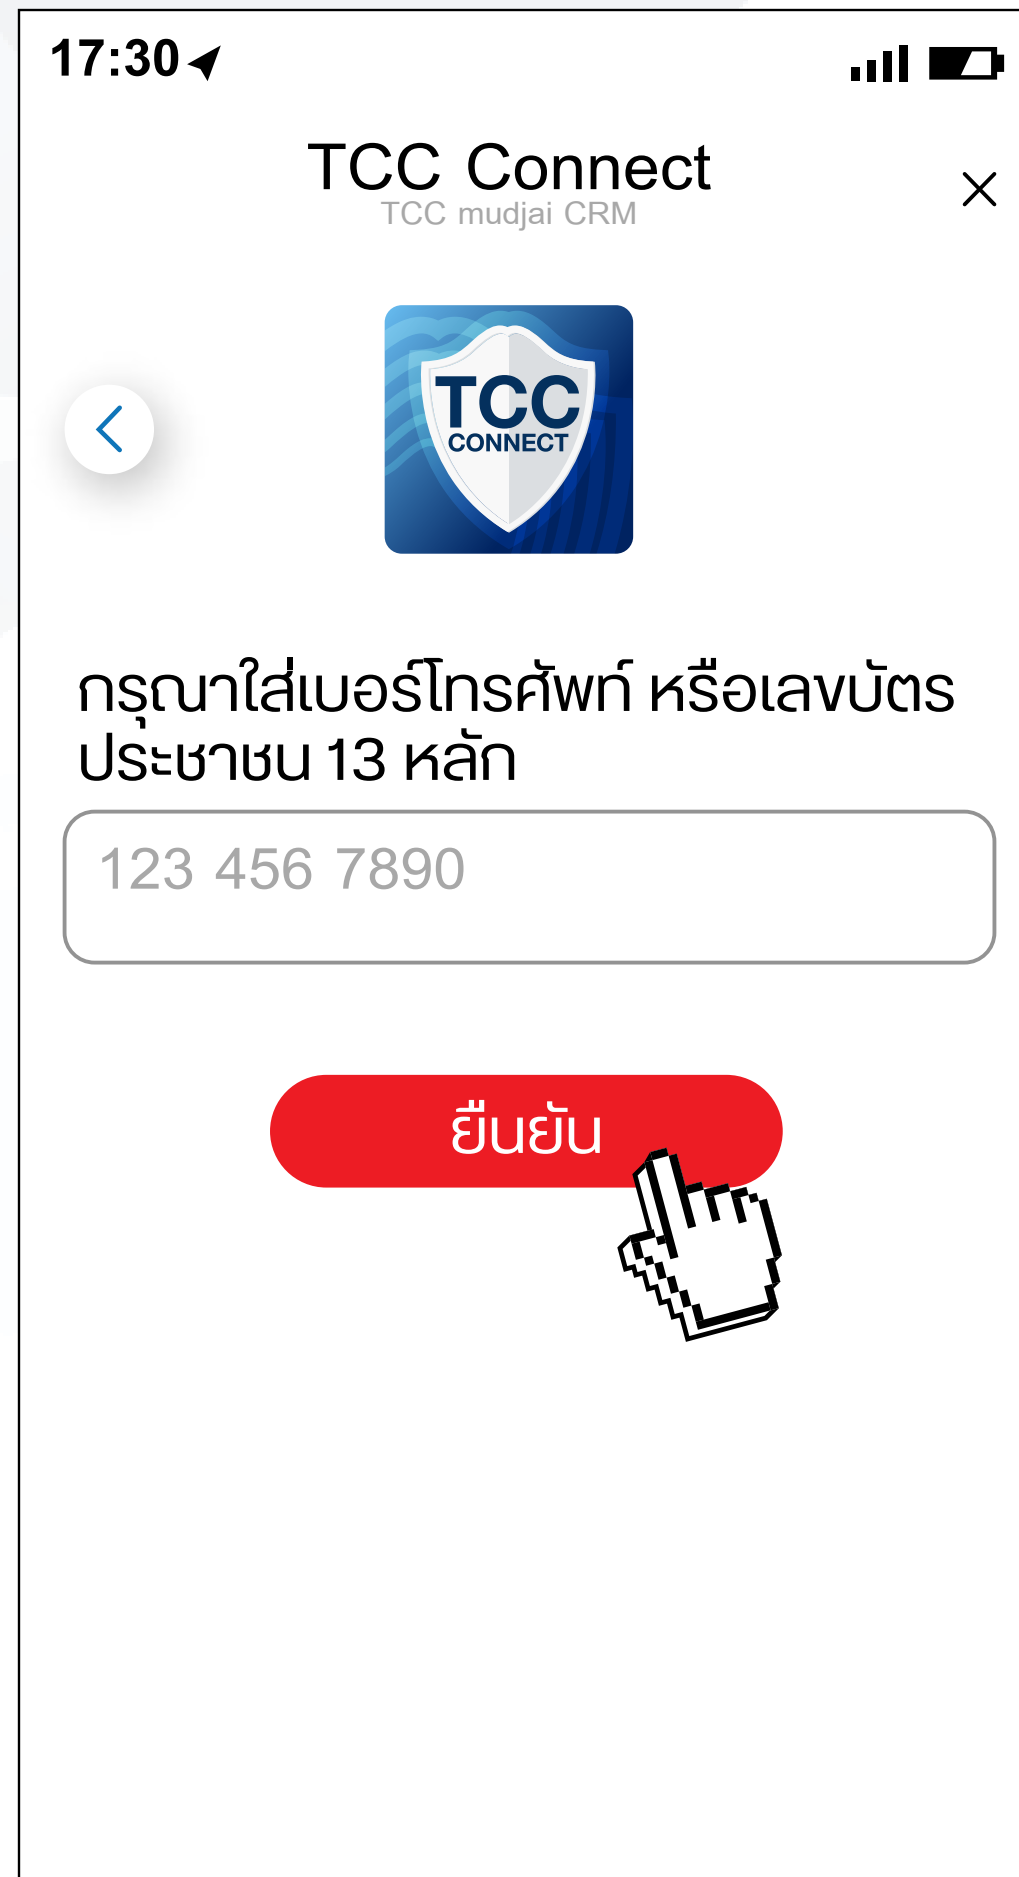 17:30
TCC Connect
TCC mudjai CRM
TCC
CONNECT
กรุณาใส่เบอร์โทรศัพท์ หรือเลขบัตร
ประชาชน 13 หลัก
123 456 7890
ยืนยัน